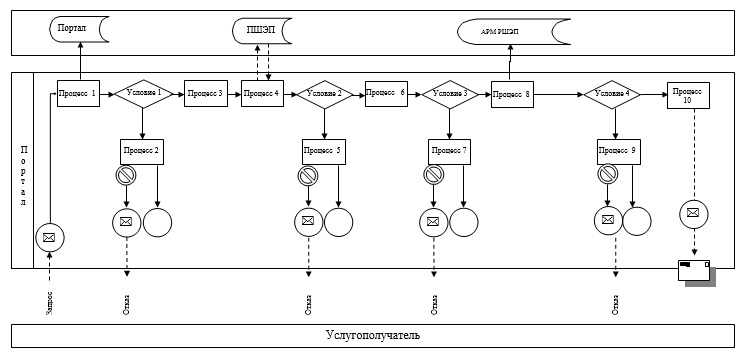 Портал
ПШЭП
АРМ РШЭП
Портал
Процесс 1
Условие 1
Процесс 3
Процесс 4
Условие 2
Процесс 6
Условие 3
Процесс 8
Условие 4
Процесс
10
Процесс 2
Процесс 5
Процесс 7
Процесс 9
Запрос
Отказ
Отказ
Отказ
Отказ
Услугополучатель